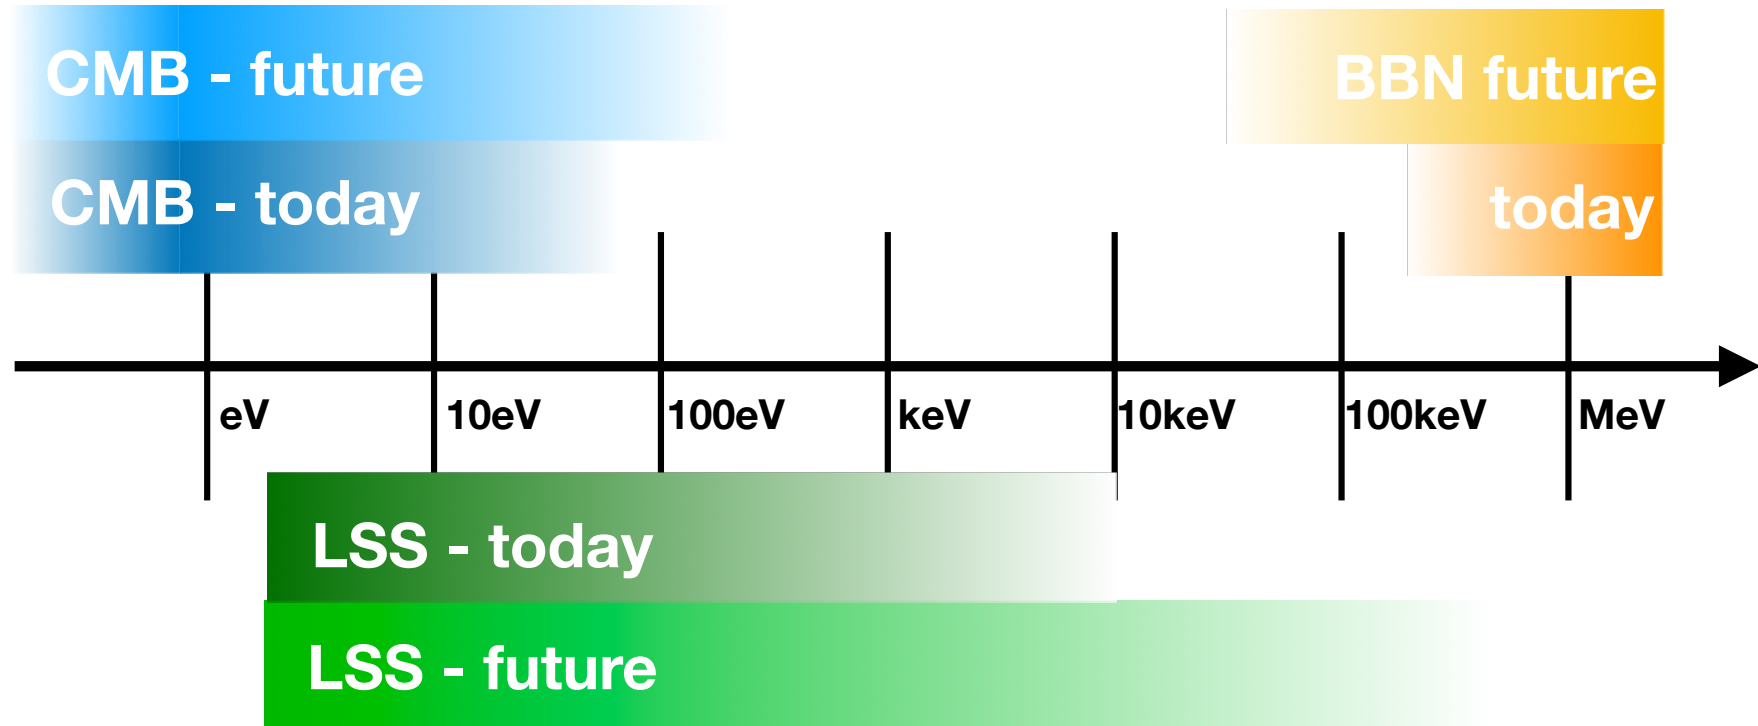 CMB - future
BBN future
CMB - today
today
eV
10eV
100eV
keV
10keV
100keV
MeV
LSS - today
LSS - future